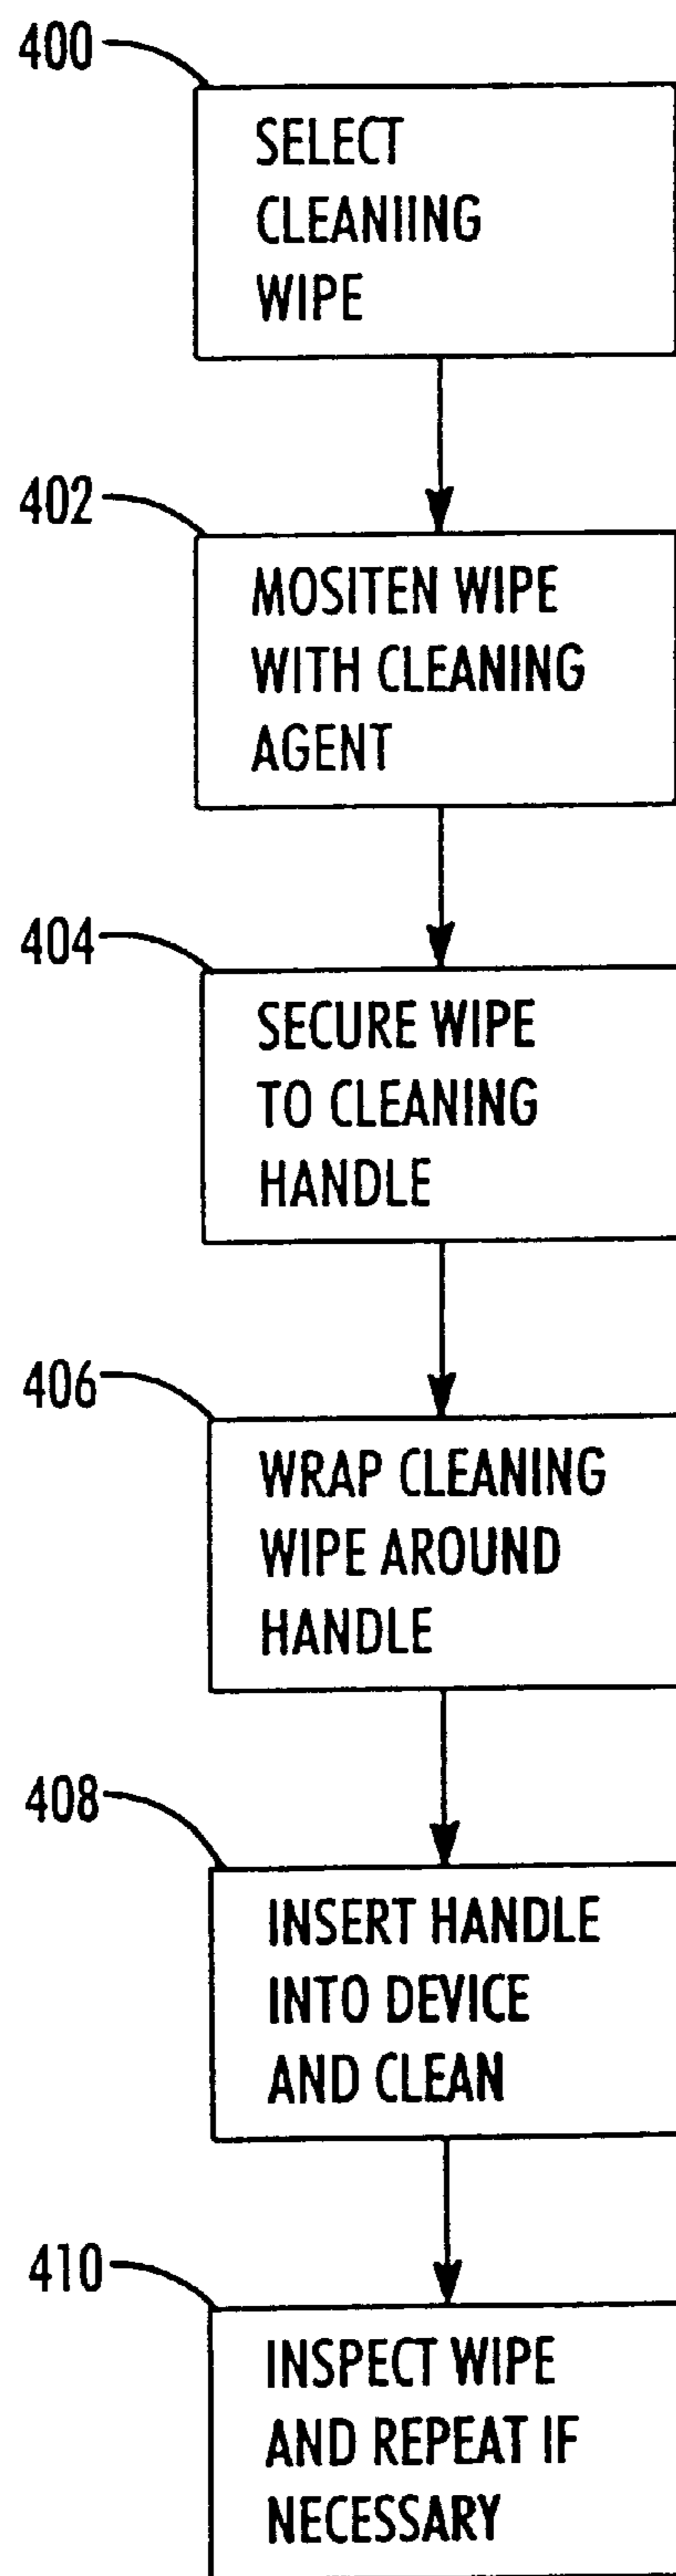 400
SELECT
CLEANIING
WIPE
402
MOSITEN WIPE
WITH CLEANING
AGENT
404
SECURE WIPE
TO CLEANING
HANDLE
406
WRAP CLEANING
WIPE AROUND
HANDLE
408
INSERT HANDLE
INTO DEVICE
AND CLEAN
410
INSPECT WIPE
AND REPEAT IF
NECESSARY